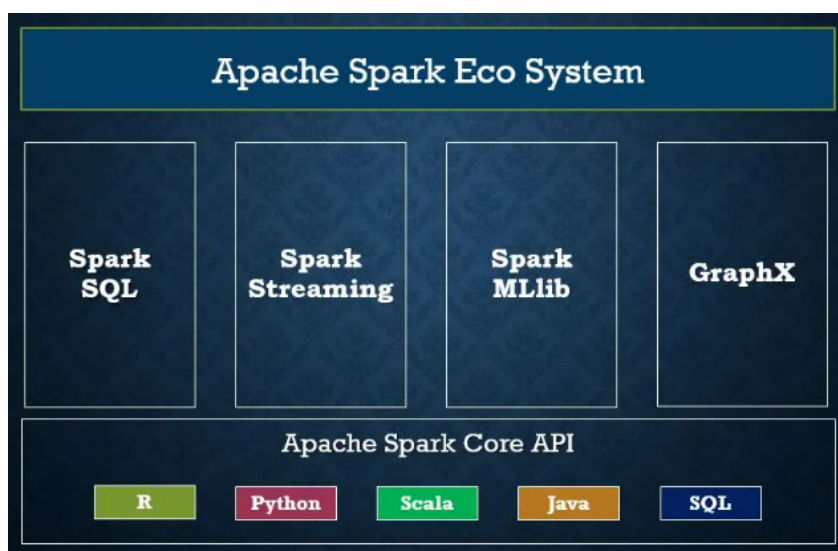 Apache Spark Eco System
Spark
SQL
Spark
Streaming
Spark
MLlib
GraphX
Apache Spark Core API
R
Python
Scala
Java
SQL